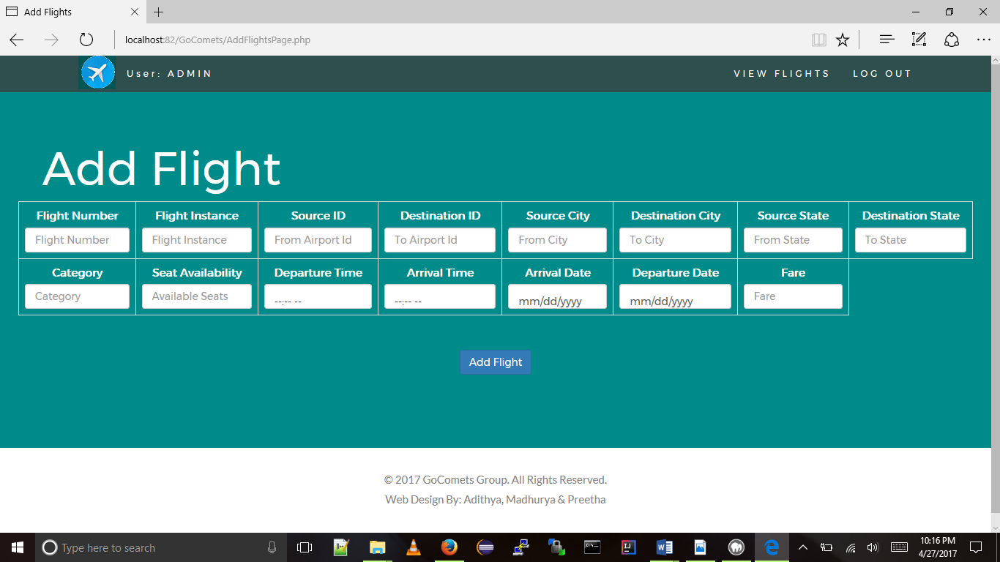 Add Flights
localhost:82/GoComets/AddFlightsPage.php
User: ADMIN VIEW FLIGHTS LOG OUT
Add Flight
Flight Number Flight Instance Source ID Destination ID Source City Destination City Source State Destination State
Flight Number Flight Instance From Airport Id To Airport Id From City To City From State To State
Category Seat Availability Departure Time Arrival Time Arrival Date Departure Date Fare
Category Available Seats --:-- -- --:-- -- mm/dd/yyyy mm/dd/yyyy Fare
Add Flight
© 2017 GoComets Group. All Rights Reserved.
Web Design By: Adithya, Madhurya & Preetha
Type here to search
10:16 PM
4/27/2017